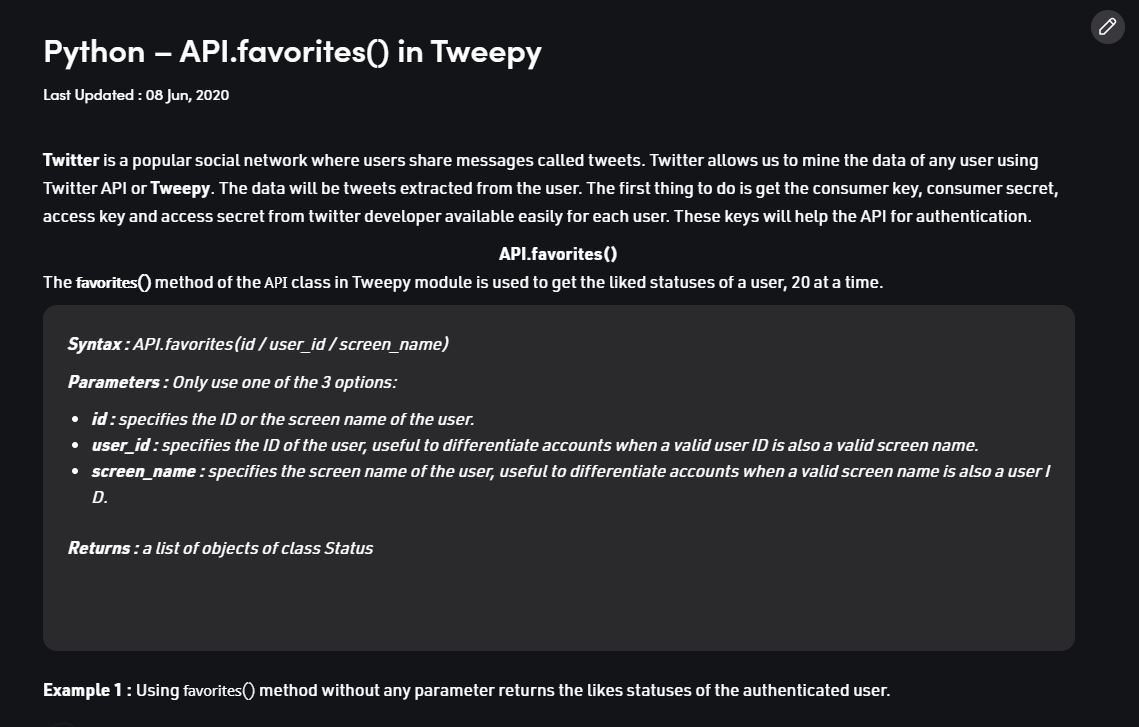 Python – API.favorites() in Tweepy
Last Updated : 08 Jun, 2020
Twitter is a popular social network where users share messages called tweets. Twitter allows us to mine the data of any user using
Twitter API or Tweepy. The data will be tweets extracted from the user. The first thing to do is get the consumer key, consumer secret,
access key and access secret from twitter developer available easily for each user. These keys will help the API for authentication.
API.favorites()
The favorites() method of the API class in Tweepy module is used to get the liked statuses of a user, 20 at a time.
Syntax : API.favorites(id / user_id / screen_name)
Parameters : Only use one of the 3 options:
• id : specifies the ID or the screen name of the user.
• user_id : specifies the ID of the user, useful to differentiate accounts when a valid user ID is also a valid screen name.
• screen_name : specifies the screen name of the user, useful to differentiate accounts when a valid screen name is also a user I
D.
Returns : a list of objects of class Status
Example 1 : Using favorites() method without any parameter returns the likes statuses of the authenticated user.